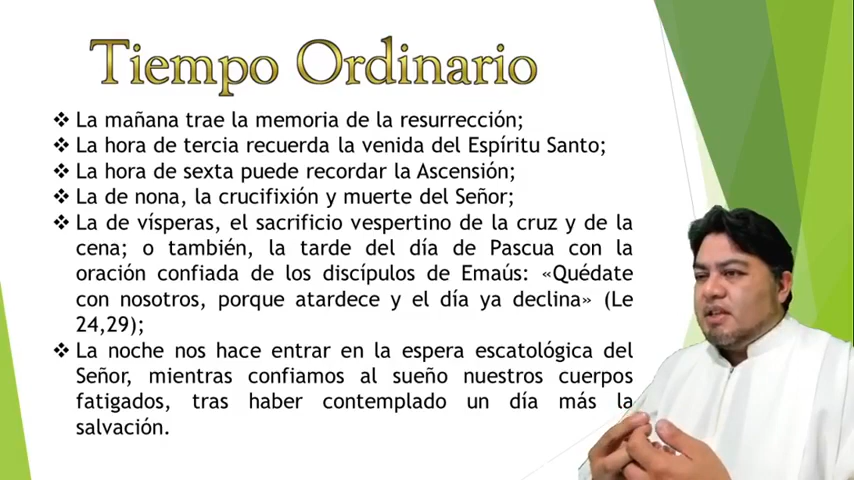 Tiempo Ordinario
❖ La mañana trae la memoria de la resurrección;
❖ La hora de tercia recuerda la venida del Espíritu Santo;
❖ La hora de sexta puede recordar la Ascensión;
❖ La de nona, la crucifixión y muerte del Señor;
❖ La de vísperas, el sacrificio vespertino de la cruz y de la
cena; o también, la tarde del día de Pascua con la
oración confiada de los discípulos de Emaús: «Quédate
con nosotros, porque atardece y el día ya declina» (Le
24,29);
❖ La noche nos hace entrar en la espera escatológica del
Señor, mientras confiamos al sueño nuestros cuerpos
fatigados, tras haber contemplado un día más la
salvación.